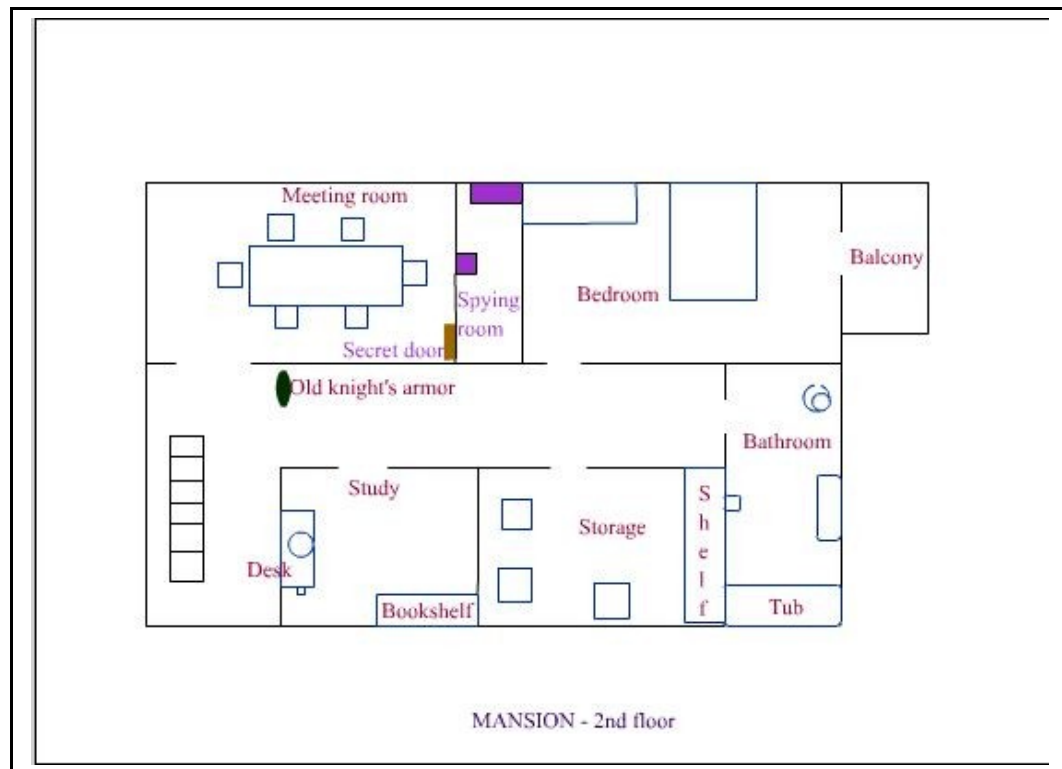 Meeting room
Balcony
Bedroom
Spying
room
Secret door
Old knight's armor
Bathroom
Study
S
h
e
l
f
Storage
Desk
Bookshelf
Tub
MANSION - 2nd floor